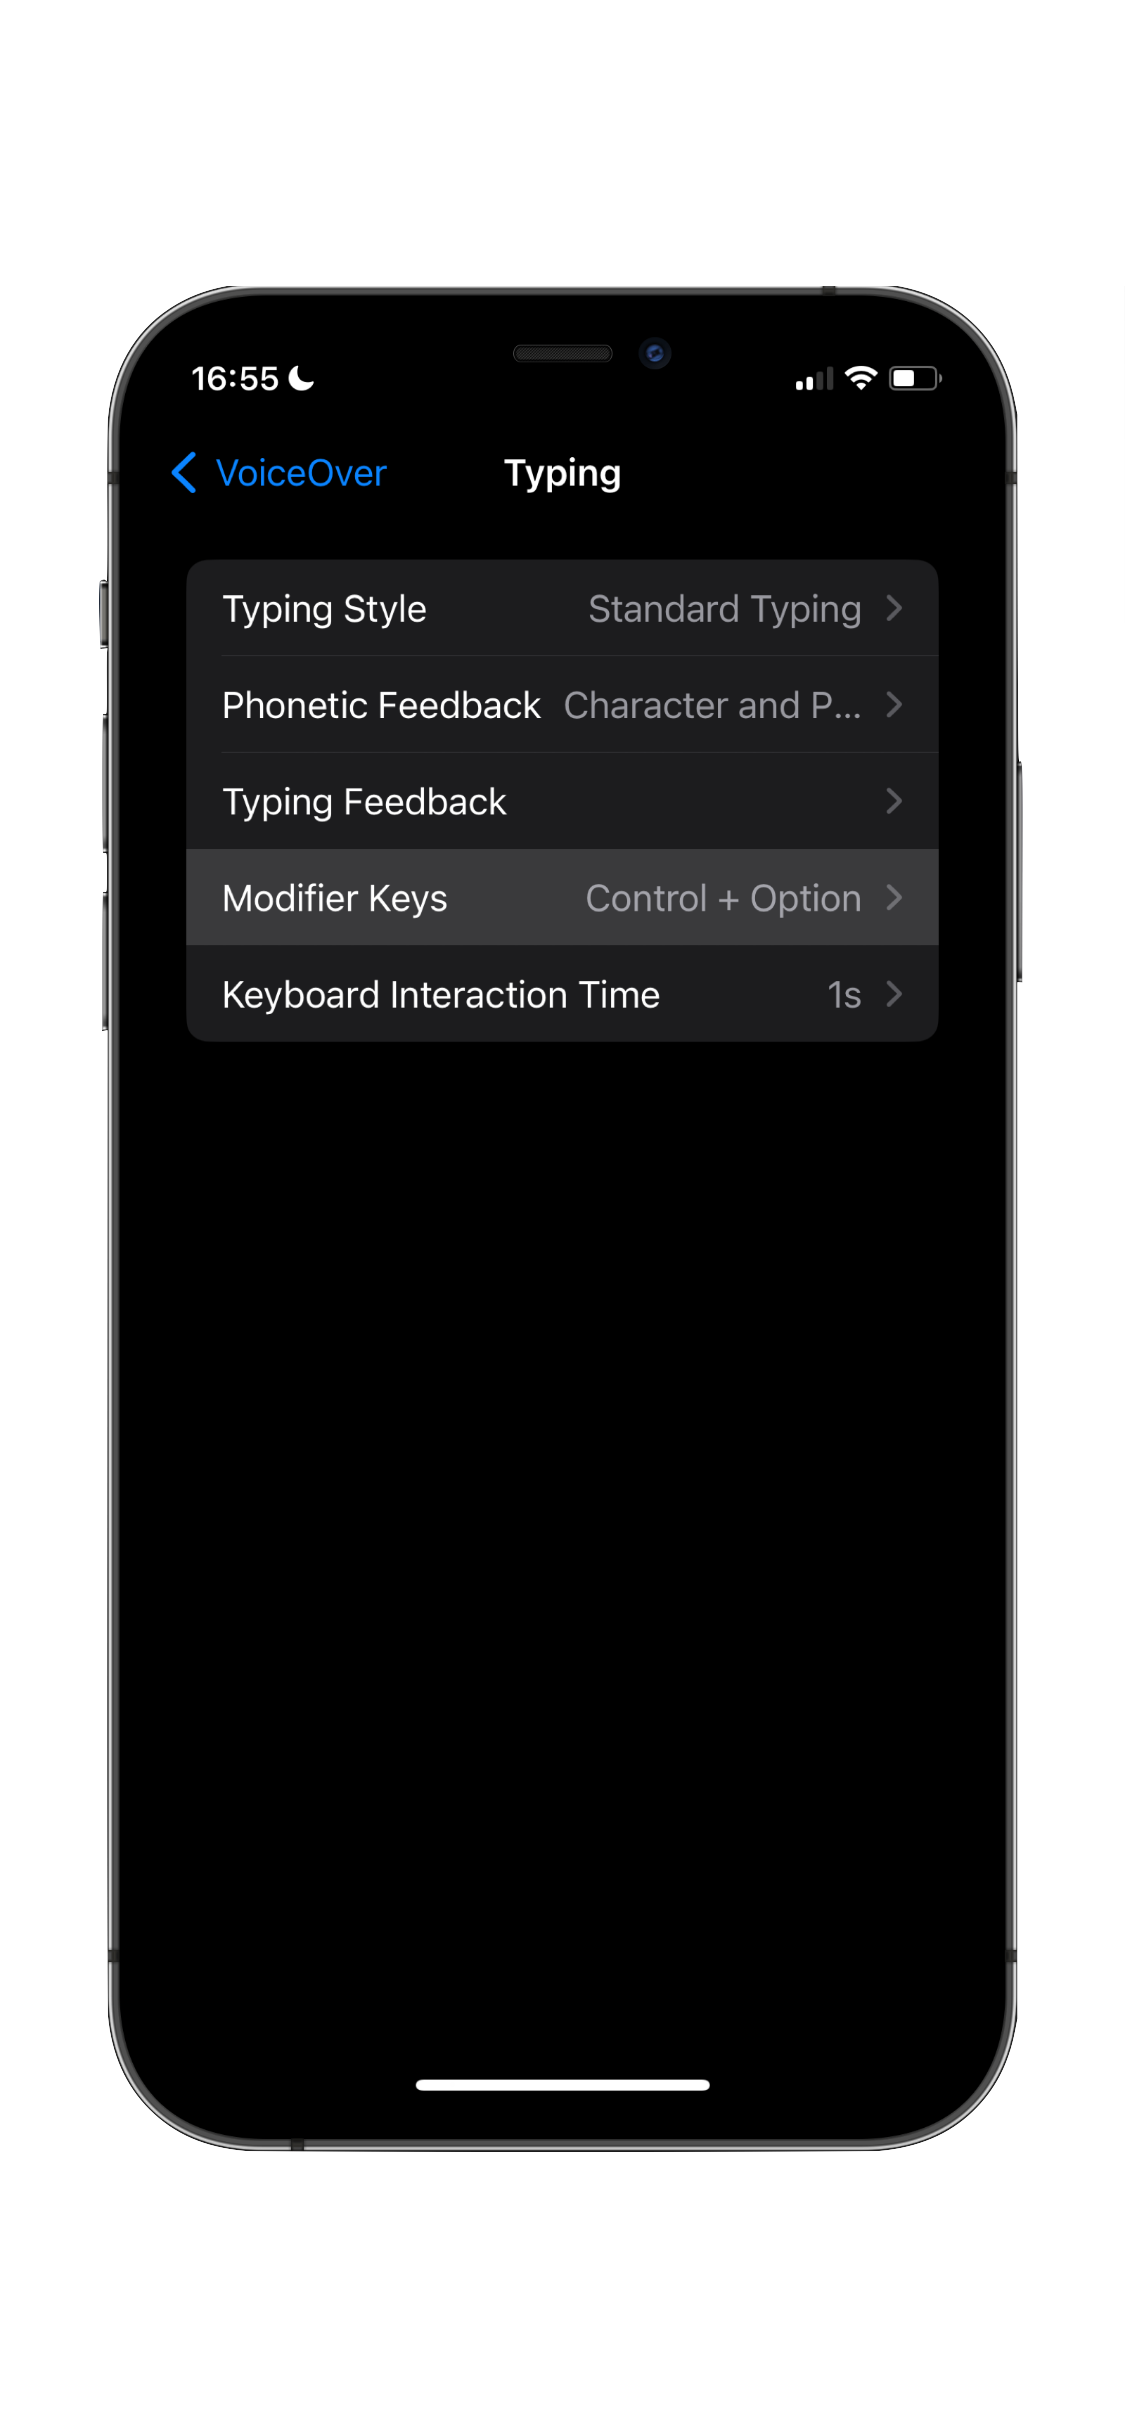 16:55
VoiceOver Typing
Typing Style Standard Typing
Phonetic Feedback Character and P...
Typing Feedback
Modifier Keys Control + Option
Keyboard Interaction Time 1s